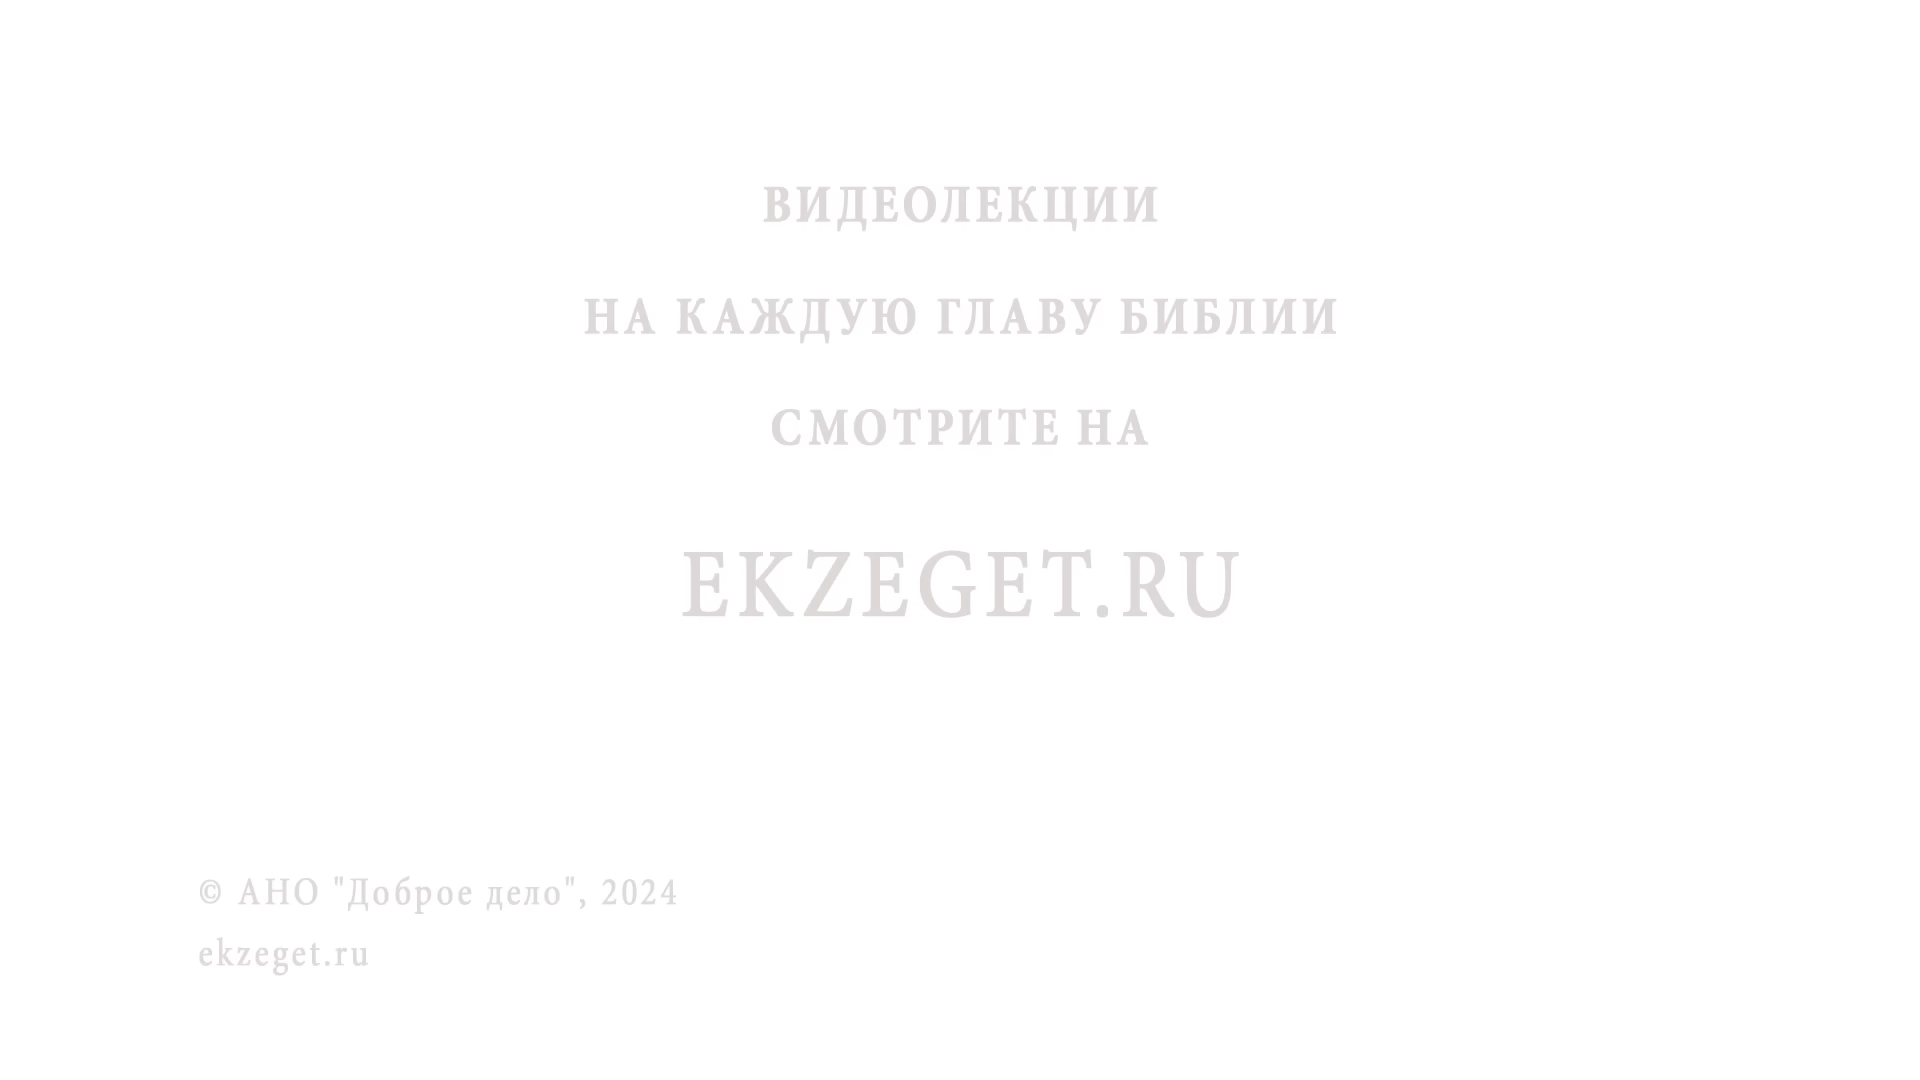 ВИДЕОЛЕКЦИИ
НА КАЖДУЮ ГЛАВУ БИБЛИИ
СМОТРИТЕ НА
EKZEGET.RU
© АНО "Доброе дело", 2024
ekzeget.ru